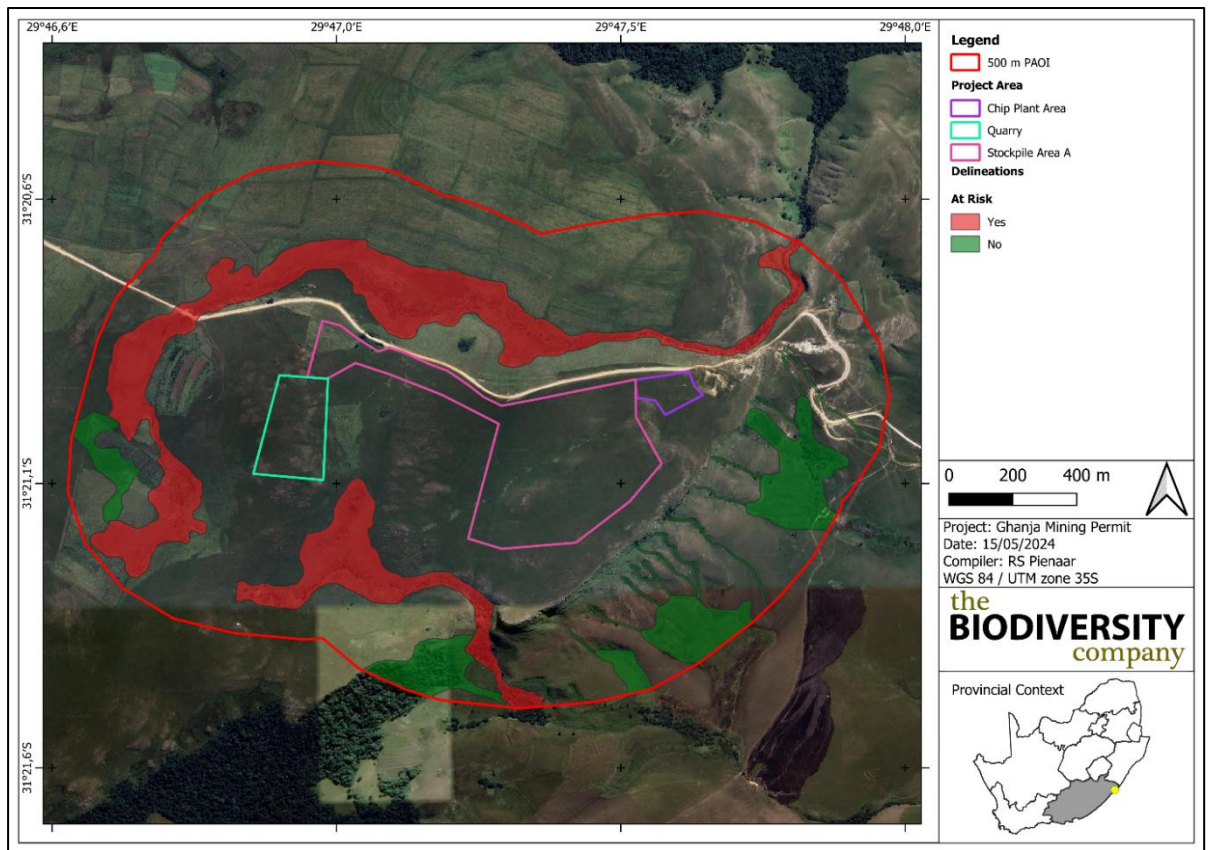 29°46,6'E
29°47,0'E
29°47,5'E
29°48,0'E
31°20,6'S
31°21,1'S
31°21,6'S
Legend
500 m PAOI
Project Area
Chip Plant Area
Quarry
Stockpile Area A
Delineations
At Risk
Yes
No
0 200 400 m
Project: Ghanja Mining Permit
Date: 15/05/2024
Compiler: RS Pienaar
WGS 84 / UTM zone 35S
the
BIODIVERSITY
company
Provincial Context